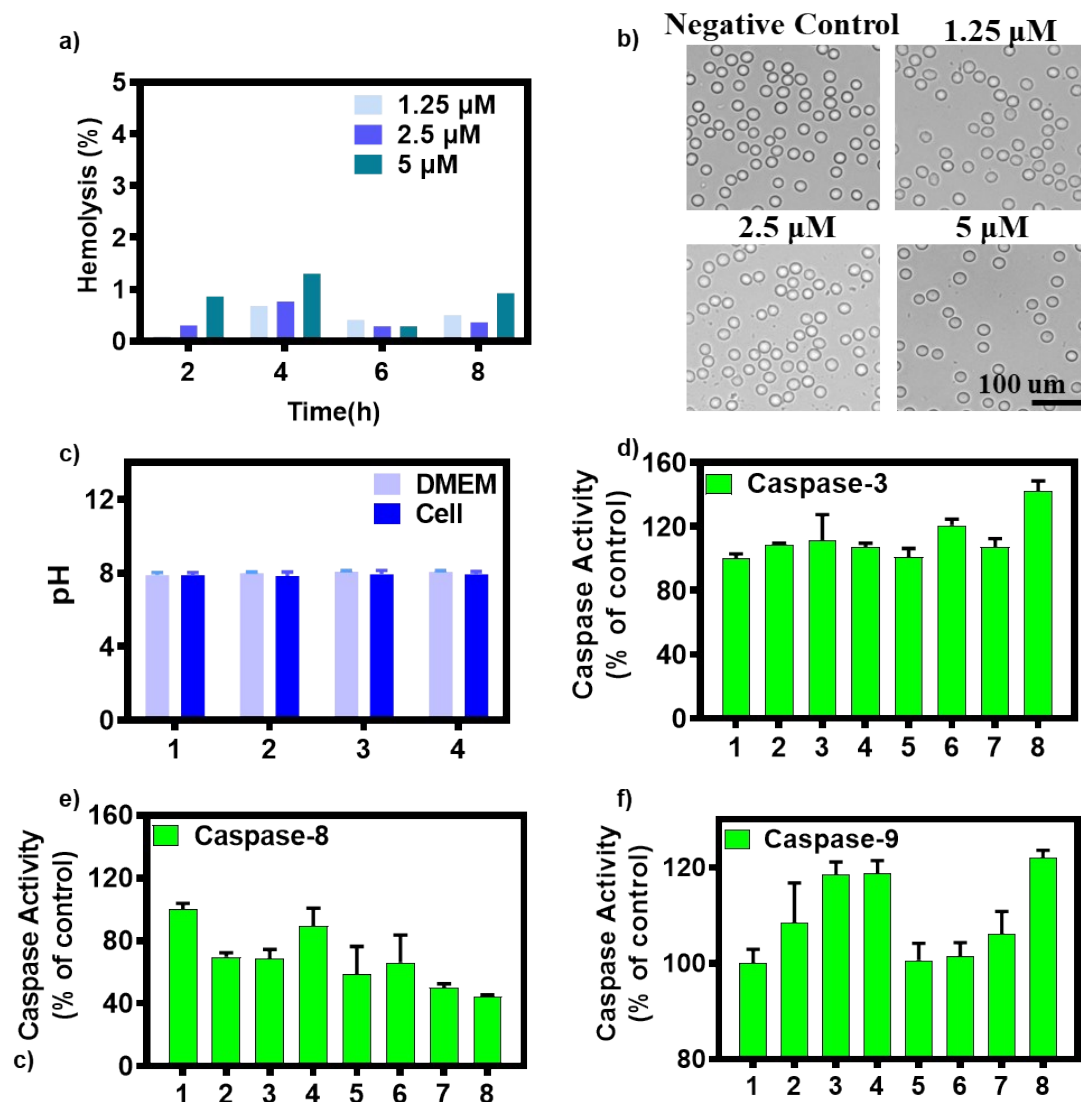 a)
5
4
3
2
1
0
Hemolysis (%)
1.25 µM
2.5 µM
5 µM
2 4 6 8
Time(h)
b)
Negative Control
1.25 µM
2.5 µM
5 µM
100 um
c)
12
8
4
0
pH
DMEM
Cell
1 2 3 4
d)
160
120
80
40
0
Caspase Activity
(% of control)
Caspase-3
1 2 3 4 5 6 7 8
e)
160
120
80
40
0
Caspase Activity
(% of control)
Caspase-8
1 2 3 4 5 6 7 8
c)
f)
120
100
80
Caspase Activity
(% of control)
Caspase-9
1 2 3 4 5 6 7 8